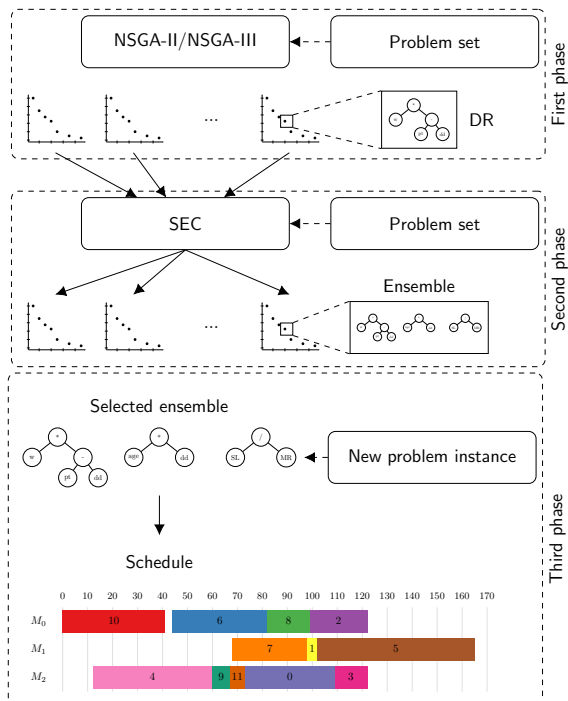 NSGA-II/NSGA-III
Problem set
First phase
...
*
w
-
pt
dd
DR
SEC
Problem set
Second phase
Ensemble
...
Third phase
Selected ensemble
*
w
-
pt
dd
*
age
dd
/
SL
MR
New problem instance
Schedule
0 10 20 30 40 50 60 70 80 90 100 110 120 130 140 150 160 170
M0 10 6 8 2
M1 7 1 5
M2 4 9 11 0 3